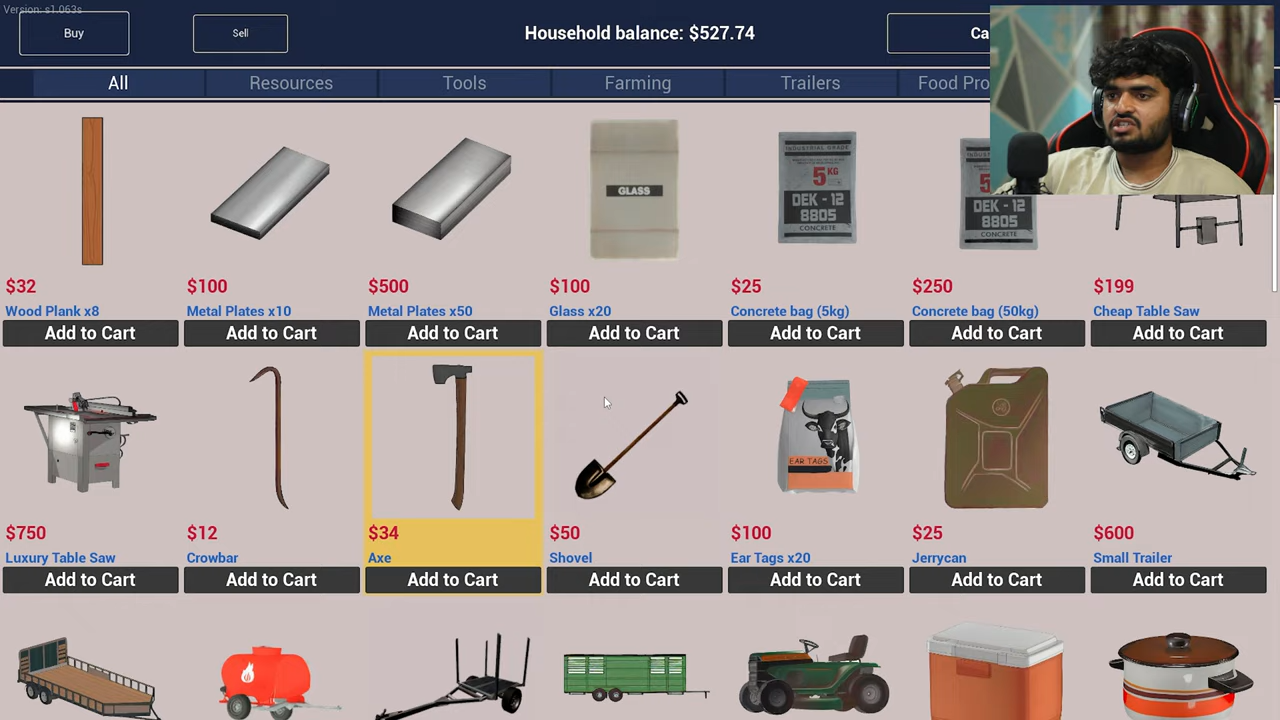 Version: s1.063s
Buy
Sell
Household balance: $527.74
Ca
All
Resources
Tools
Farming
Trailers
Food Pro
GLASS
INDUSTRIAL GRADE
5 KG
DEK - 12
8805
CONCRETE
5
DEK - 12
8805
CONCRETE
$32
$100
$500
$100
$25
$250
$199
Wood Plank x8
Metal Plates x10
Metal Plates x50
Glass x20
Concrete bag (5kg)
Concrete bag (50kg)
Cheap Table Saw
Add to Cart
Add to Cart
Add to Cart
Add to Cart
Add to Cart
Add to Cart
Add to Cart
EAR TAGS
$750
$12
$34
$50
$100
$25
$600
Luxury Table Saw
Crowbar
Axe
Shovel
Ear Tags x20
Jerrycan
Small Trailer
Add to Cart
Add to Cart
Add to Cart
Add to Cart
Add to Cart
Add to Cart
Add to Cart